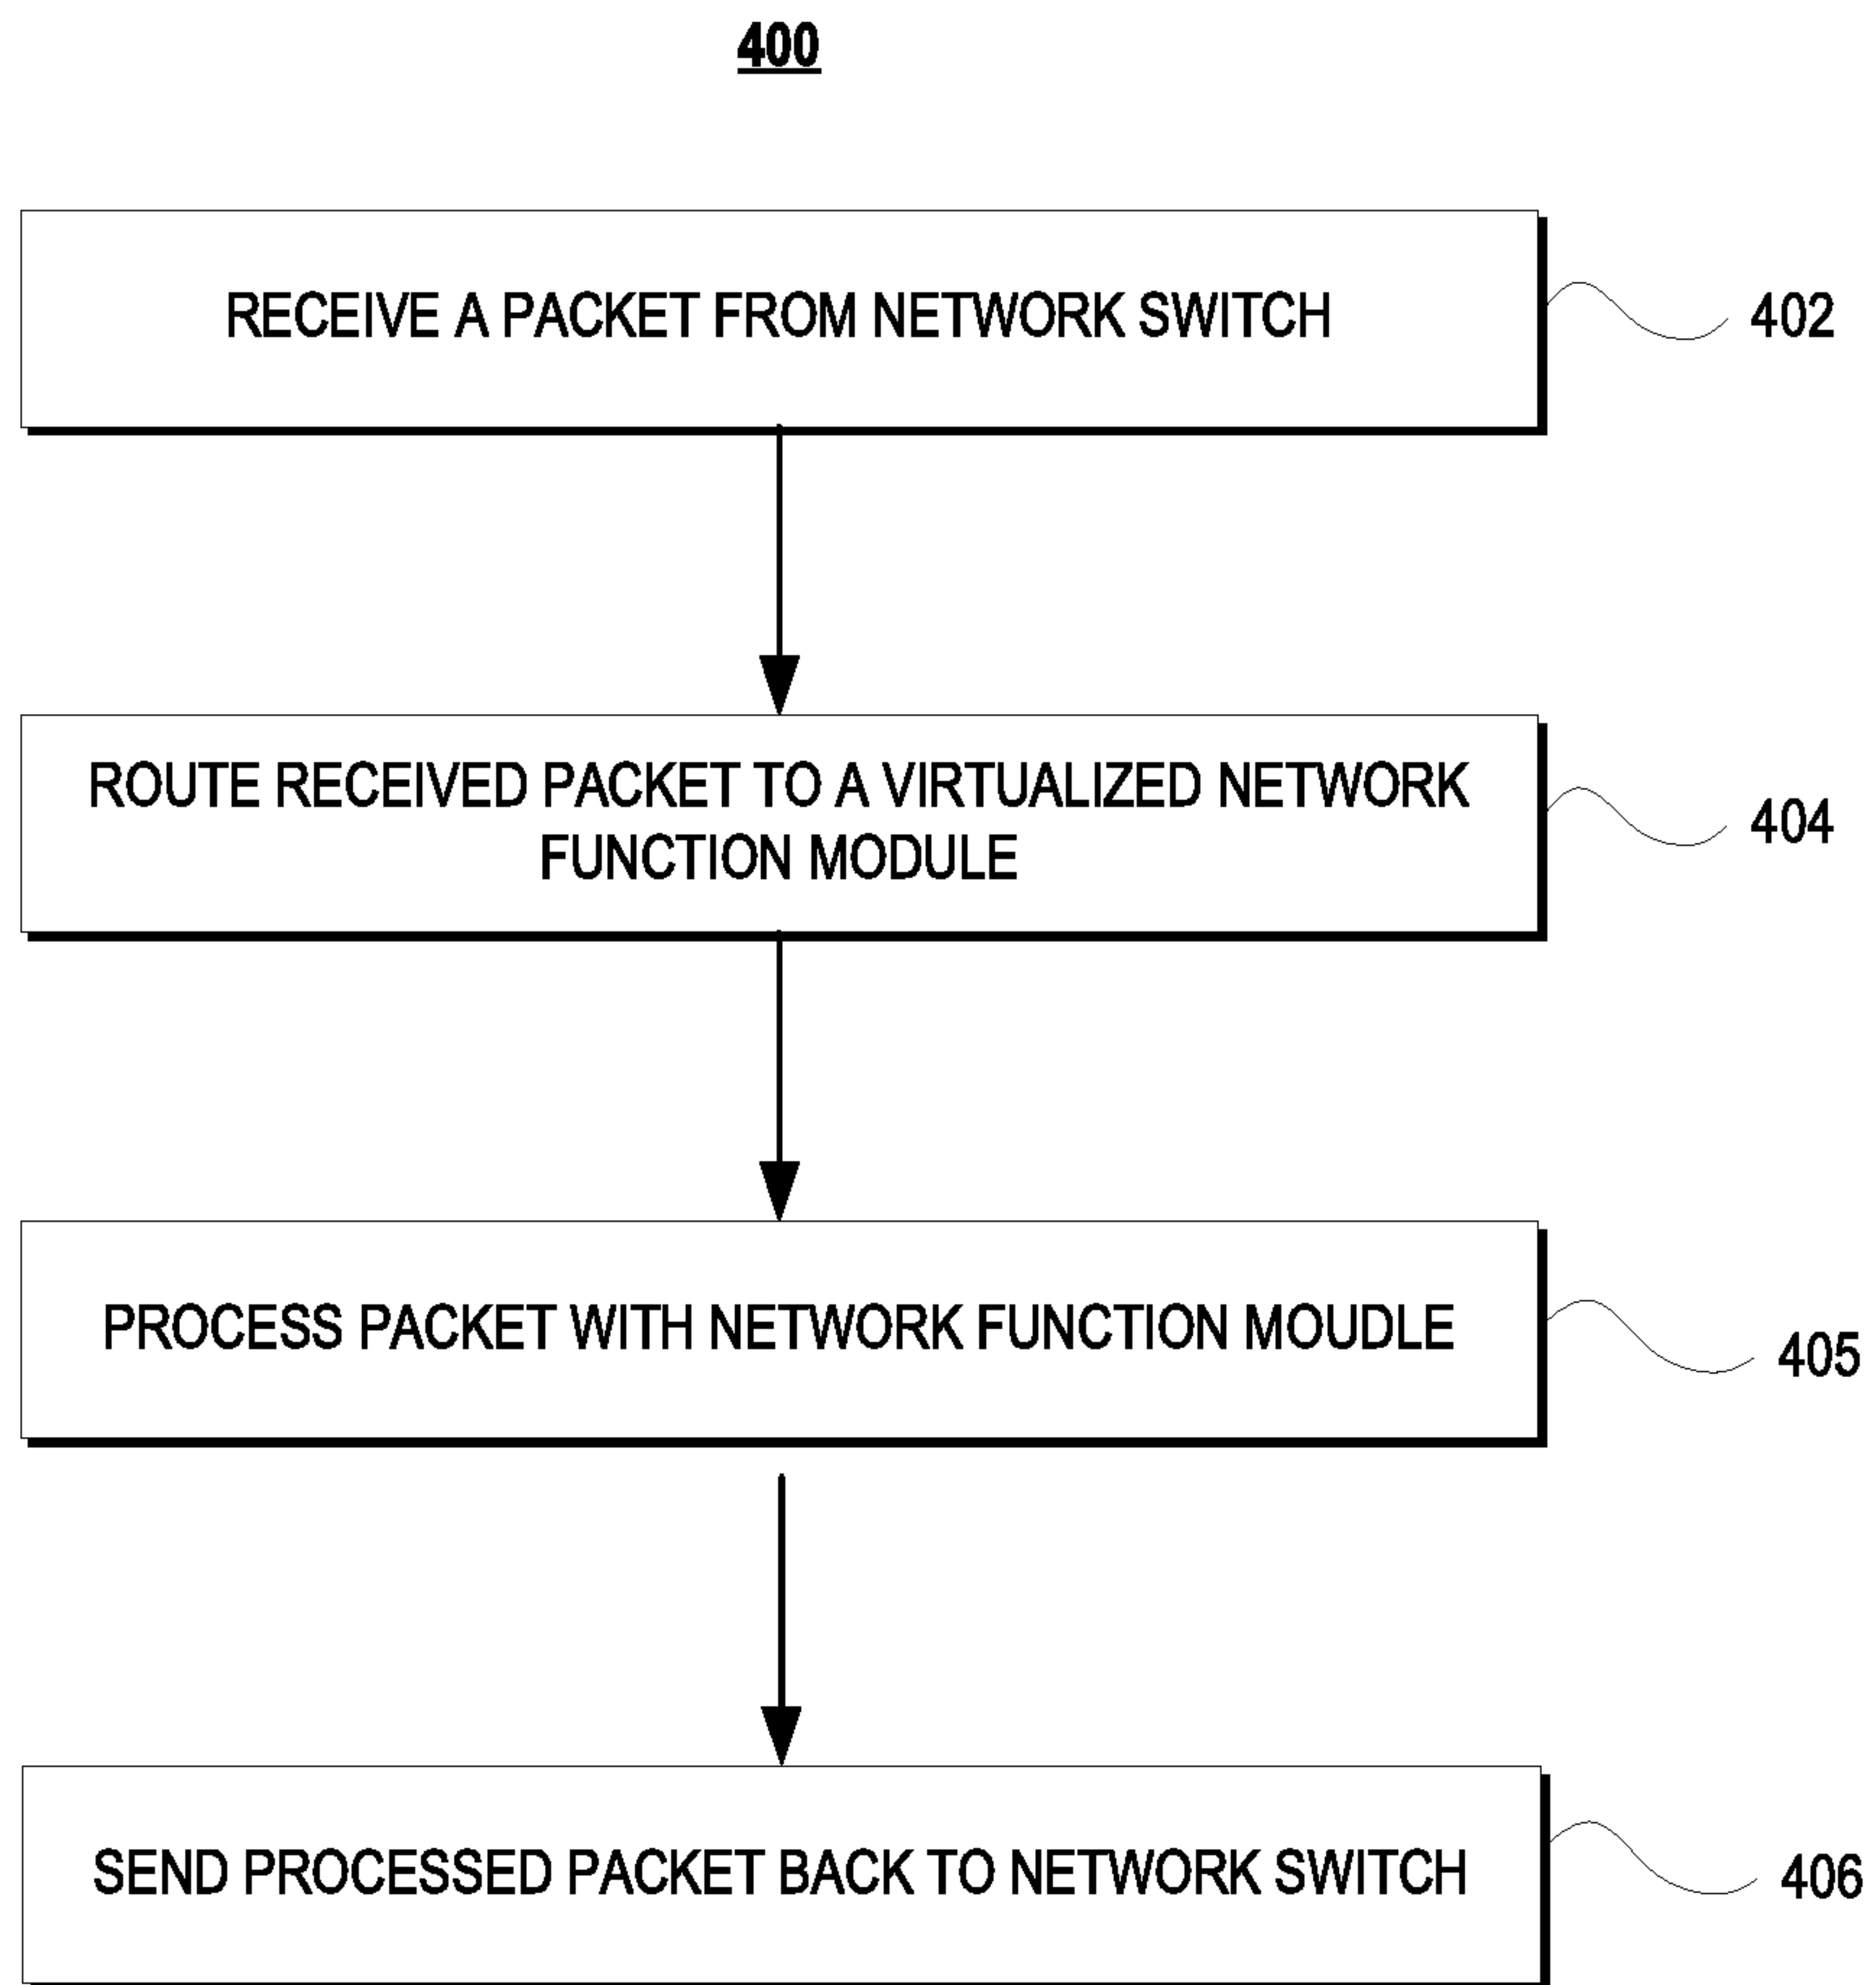 400
RECEIVE A PACKET FROM NETWORK SWITCH
402
ROUTE RECEIVED PACKET TO A VIRTUALIZED NETWORK
FUNCTION MODULE
404
PROCESS PACKET WITH NETWORK FUNCTION MOUDLE
405
SEND PROCESSED PACKET BACK TO NETWORK SWITCH
406